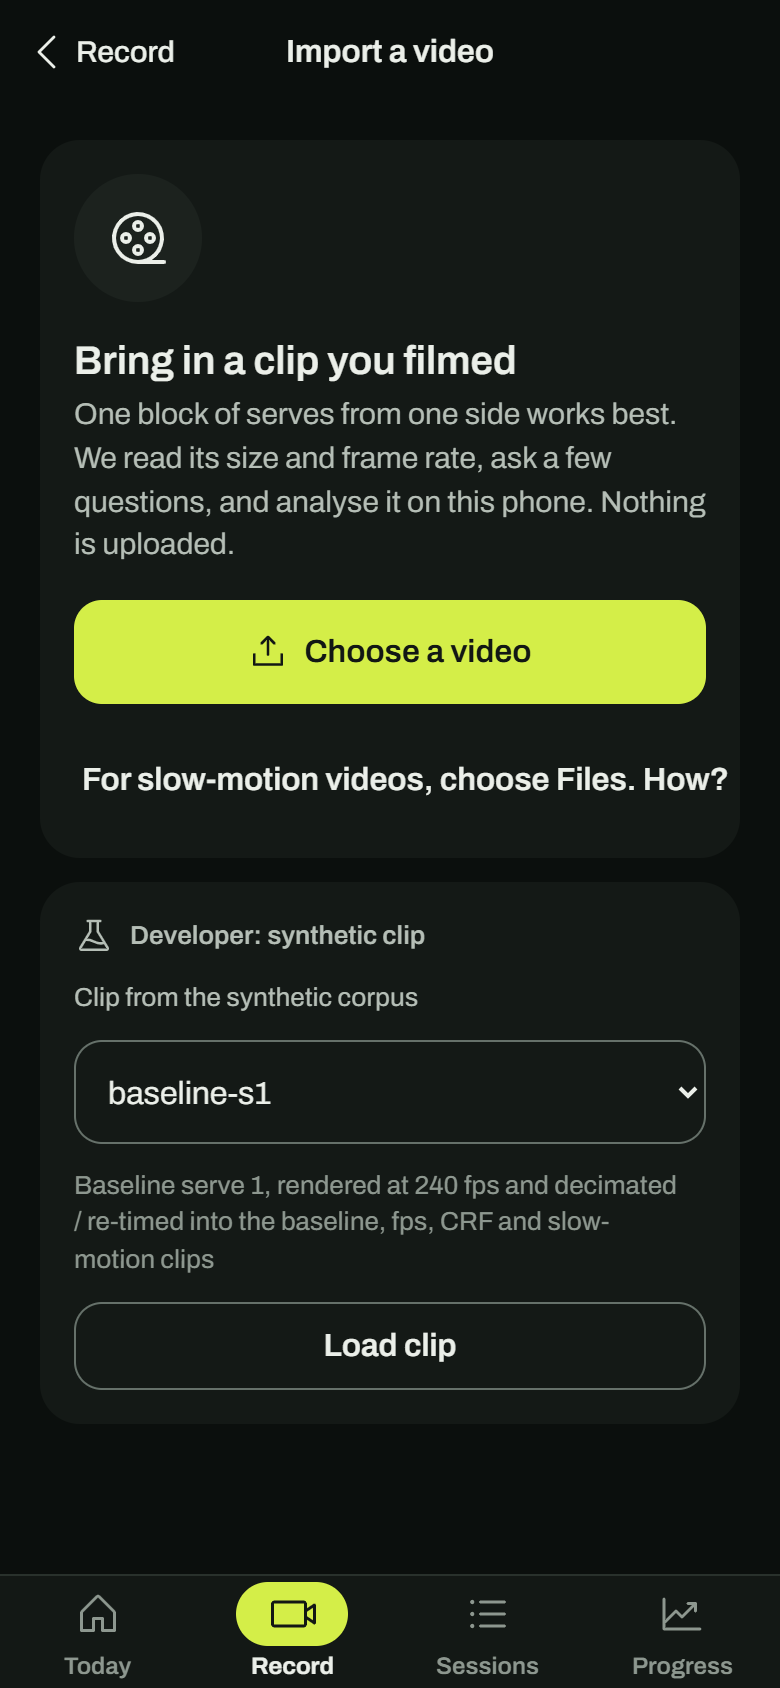 Record
Import a video
Bring in a clip you filmed
One block of serves from one side works best.
We read its size and frame rate, ask a few
questions, and analyse it on this phone. Nothing
is uploaded.
Choose a video
For slow-motion videos, choose Files. How?
Developer: synthetic clip
Clip from the synthetic corpus
baseline-s1
Baseline serve 1, rendered at 240 fps and decimated
/ re-timed into the baseline, fps, CRF and slow-
motion clips
Load clip
Today
Record
Sessions
Progress